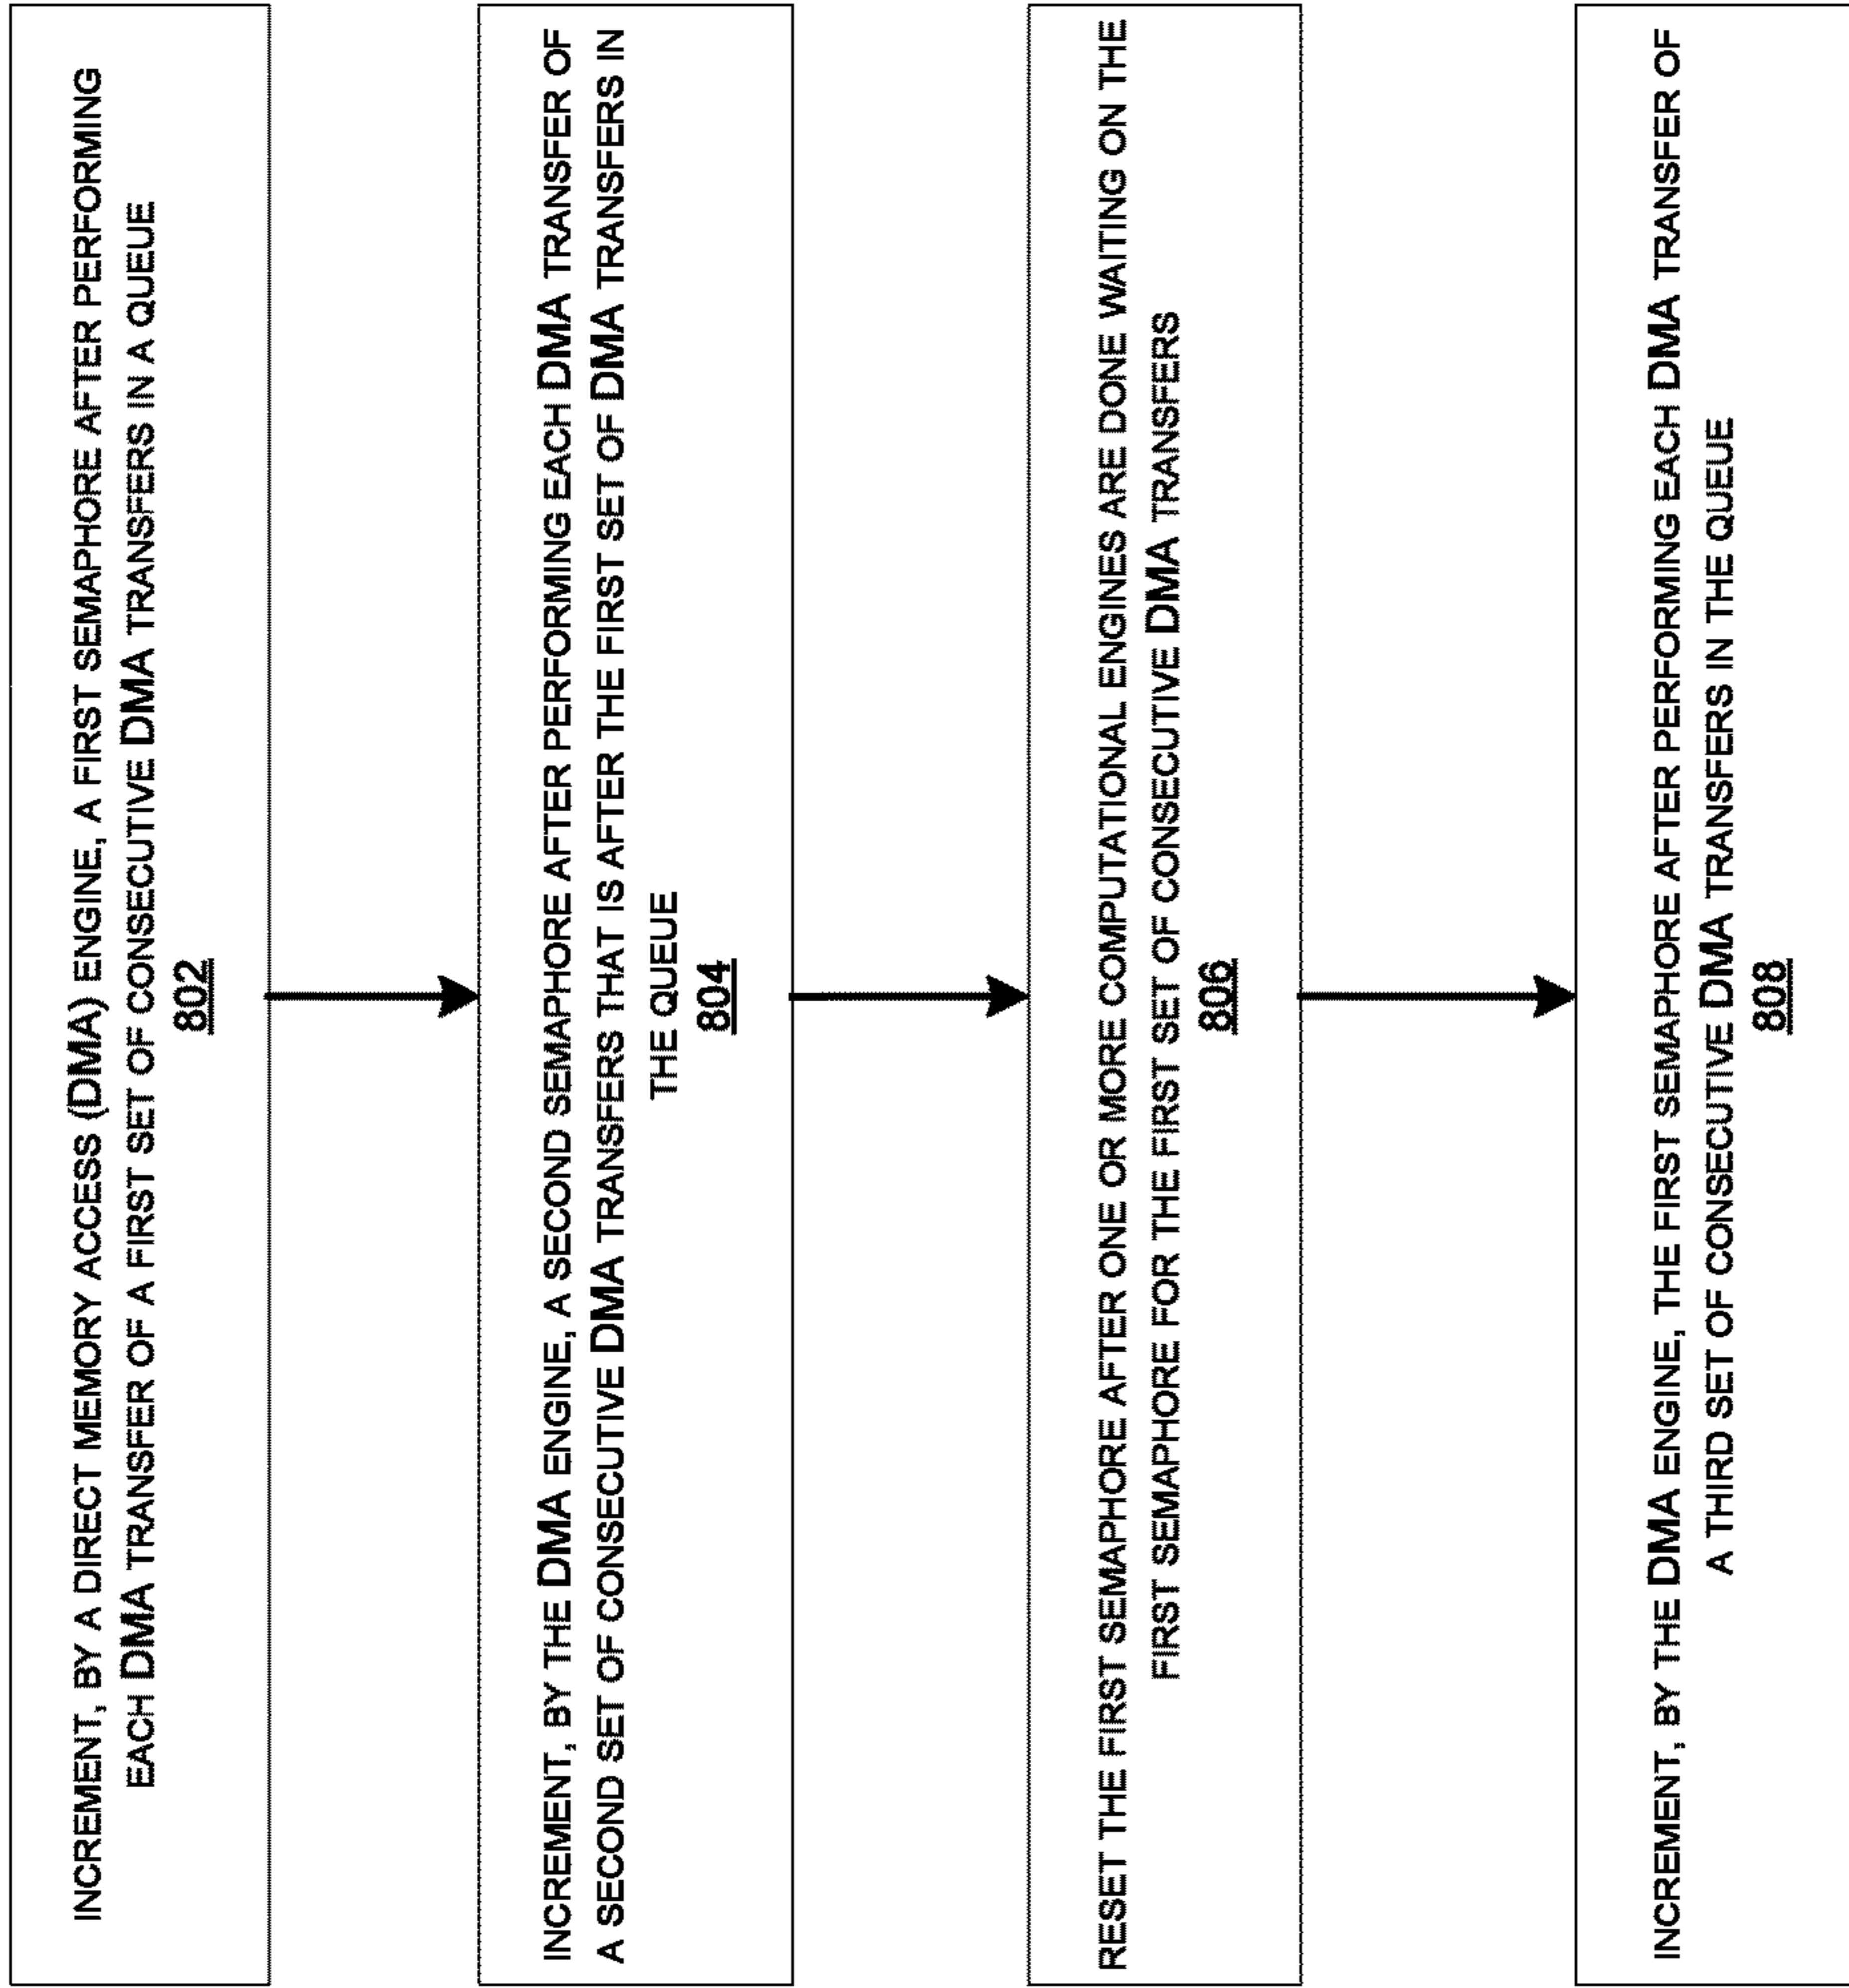 INCREMENT, BY A DIRECT MEMORY ACCESS (DMA) ENGINE, A FIRST SEMAPHORE AFTER PERFORMING
EACH DMA TRANSFER OF A FIRST SET OF CONSECUTIVE DMA TRANSFERS IN A QUEUE
802
INCREMENT, BY THE DMA ENGINE, A SECOND SEMAPHORE AFTER PERFORMING EACH DMA TRANSFER OF
A SECOND SET OF CONSECUTIVE DMA TRANSFERS THAT IS AFTER THE FIRST SET OF DMA TRANSFERS IN
THE QUEUE
804
RESET THE FIRST SEMAPHORE AFTER ONE OR MORE COMPUTATIONAL ENGINES ARE DONE WAITING ON THE
FIRST SEMAPHORE FOR THE FIRST SET OF CONSECUTIVE DMA TRANSFERS
806
INCREMENT, BY THE DMA ENGINE, THE FIRST SEMAPHORE AFTER PERFORMING EACH DMA TRANSFER OF
A THIRD SET OF CONSECUTIVE DMA TRANSFERS IN THE QUEUE
808